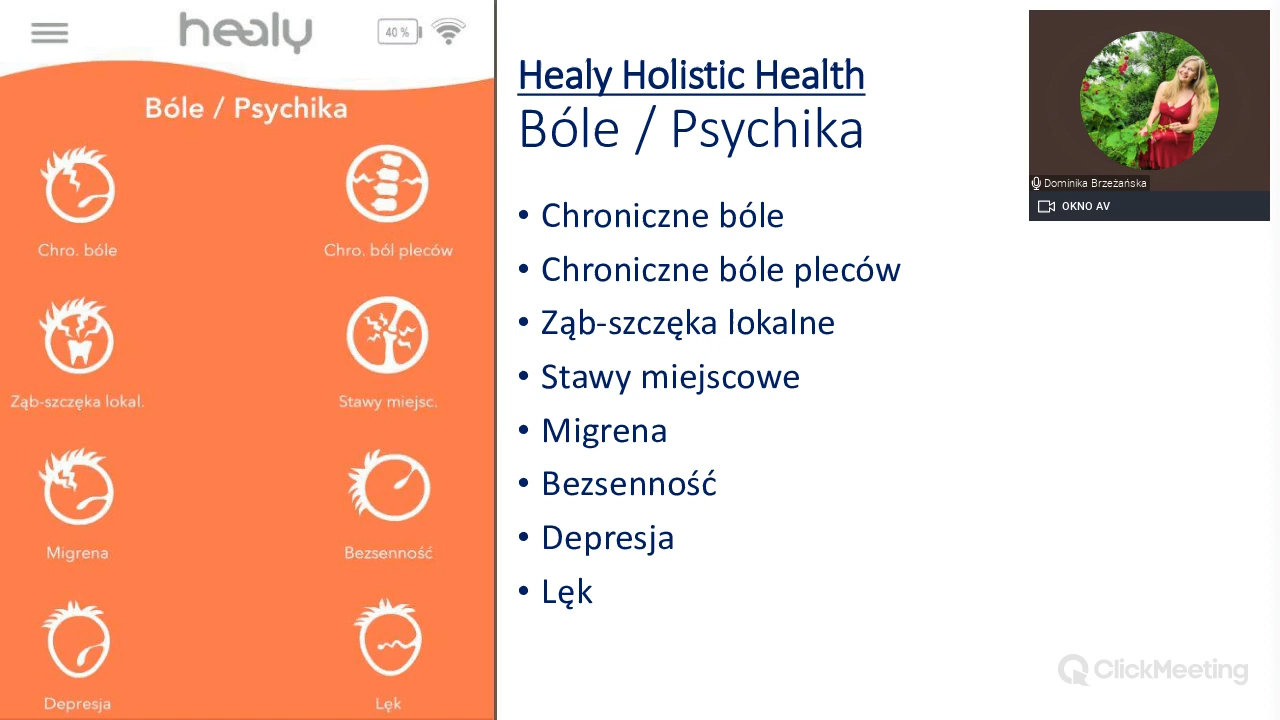 healy
40 %
Bóle / Psychika
Chro. bóle
Chro. ból pleców
Ząb-szczęka lokal.
Stawy miejsc.
Migrena
Bezsenność
Depresja
Lęk
Healy Holistic Health
Bóle / Psychika
• Chroniczne bóle
• Chroniczne bóle pleców
• Ząb-szczęka lokalne
• Stawy miejscowe
• Migrena
• Bezsenność
• Depresja
• Lęk
Dominika Brzeżańska
OKNO AV
ClickMeeting